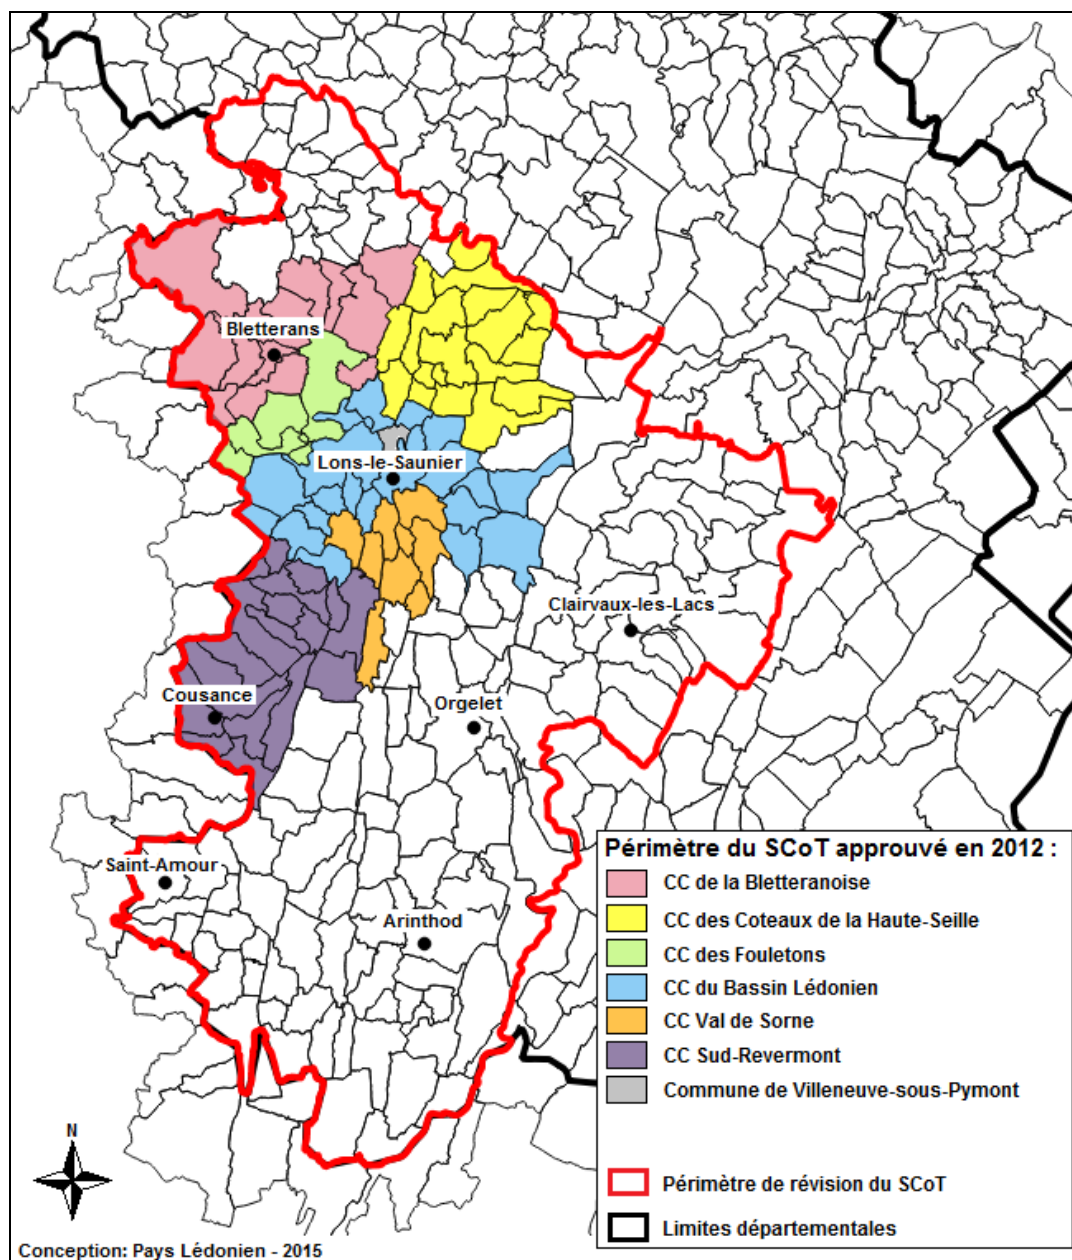 Bletterans
Lons-le-Saunier
Clairvaux-les-Lacs
Cousance
Orgelet
Saint-Amour
Arinthod
Périmètre du SCoT approuvé en 2012 :
CC de la Bletteranoise
CC des Coteaux de la Haute-Seille
CC des Fouletons
CC du Bassin Lédonien
CC Val de Sorne
CC Sud-Revermont
Commune de Villeneuve-sous-Pymont
Périmètre de révision du SCoT
Limites départementales
N
Conception: Pays Lédonien - 2015